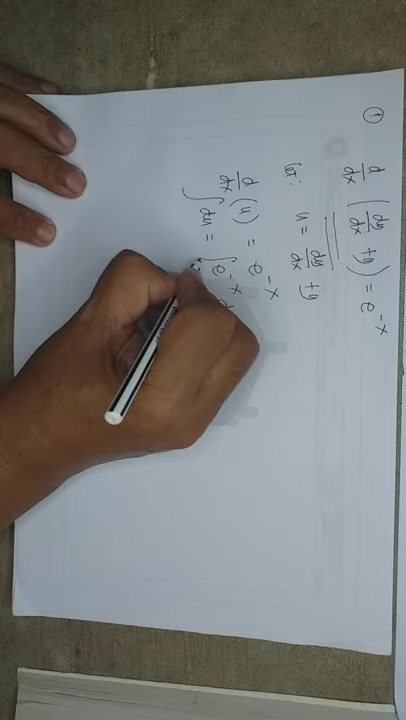 ① d/dx (dy/dx + y) = e^-x
let: u = dy/dx + y
d/dx (u) = e^-x
∫ du = ∫ e^-x d